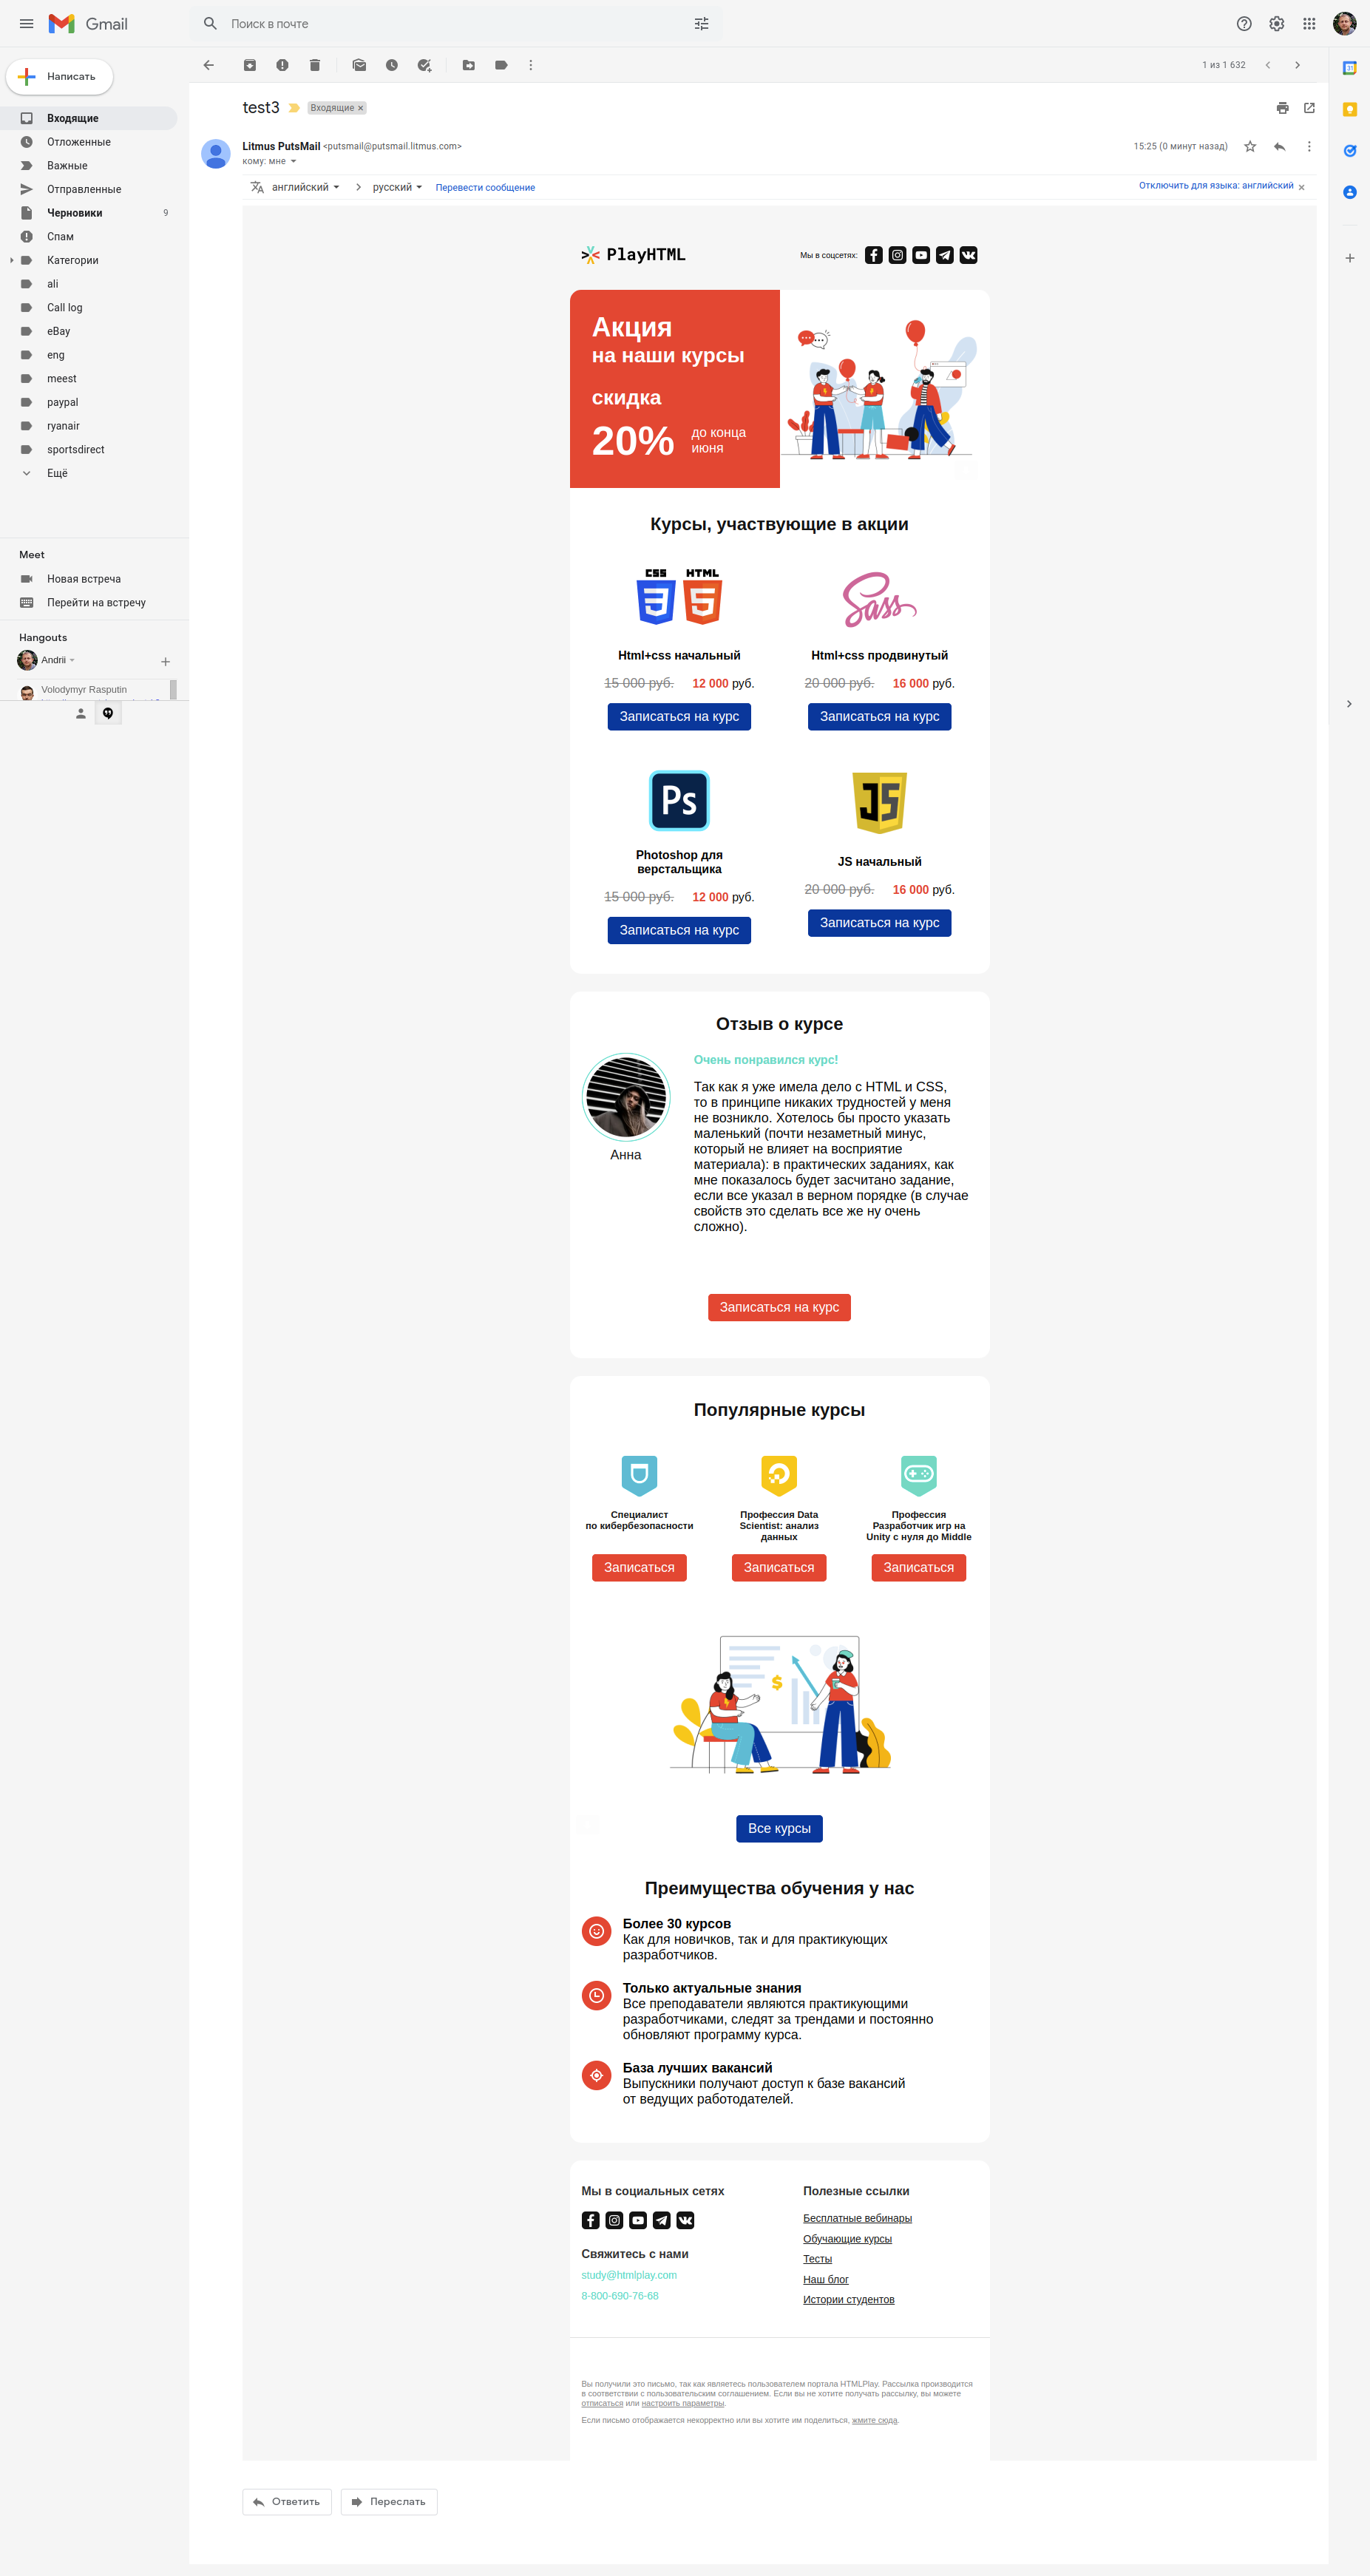 Gmail
Поиск в почте
Написать
1 из 1 632
Входящие
Отложенные
Важные
Отправленные
Черновики 9
Спам
Категории
ali
Call log
eBay
eng
meest
paypal
ryanair
sportsdirect
Ещё
Meet
Новая встреча
Перейти на встречу
Hangouts
Andrii
Volodymyr Rasputin
test3 Входящие ×
Litmus PutsMail <putsmail@putsmail.litmus.com> 15:25 (0 минут назад)
кому: мне
английский русский Перевести сообщение Отключить для языка: английский ×
PlayHTML Мы в соцсетях:
Акция
на наши курсы
скидка
20% до конца
июня
Курсы, участвующие в акции
CSS HTML
Sass
Html+css начальный Html+css продвинутый
15 000 руб. 12 000 руб. 20 000 руб. 16 000 руб.
Записаться на курс Записаться на курс
Ps JS
Photoshop для
верстальщика
JS начальный
15 000 руб. 12 000 руб. 20 000 руб. 16 000 руб.
Записаться на курс Записаться на курс
Отзыв о курсе
Анна
Очень понравился курс!
Так как я уже имела дело с HTML и CSS,
то в принципе никаких трудностей у меня
не возникло. Хотелось бы просто указать
маленький (почти незаметный минус,
который не влияет на восприятие
материала): в практических заданиях, как
мне показалось будет засчитано задание,
если все указал в верном порядке (в случае
свойств это сделать все же ну очень
сложно).
Записаться на курс
Популярные курсы
Специалист
по кибербезопасности
Профессия Data
Scientist: анализ
данных
Профессия
Разработчик игр на
Unity с нуля до Middle
Записаться Записаться Записаться
$
Все курсы
Преимущества обучения у нас
Более 30 курсов
Как для новичков, так и для практикующих
разработчиков.
Только актуальные знания
Все преподаватели являются практикующими
разработчиками, следят за трендами и постоянно
обновляют программу курса.
База лучших вакансий
Выпускники получают доступ к базе вакансий
от ведущих работодателей.
Мы в социальных сетях
Свяжитесь с нами
study@htmlplay.com
8-800-690-76-68
Полезные ссылки
Бесплатные вебинары
Обучающие курсы
Тесты
Наш блог
Истории студентов
Вы получили это письмо, так как являетесь пользователем портала HTMLPlay. Рассылка производится
в соответствии с пользовательским соглашением. Если вы не хотите получать рассылку, вы можете
отписаться или настроить параметры.
Если письмо отображается некорректно или вы хотите им поделиться, жмите сюда.
Ответить Переслать